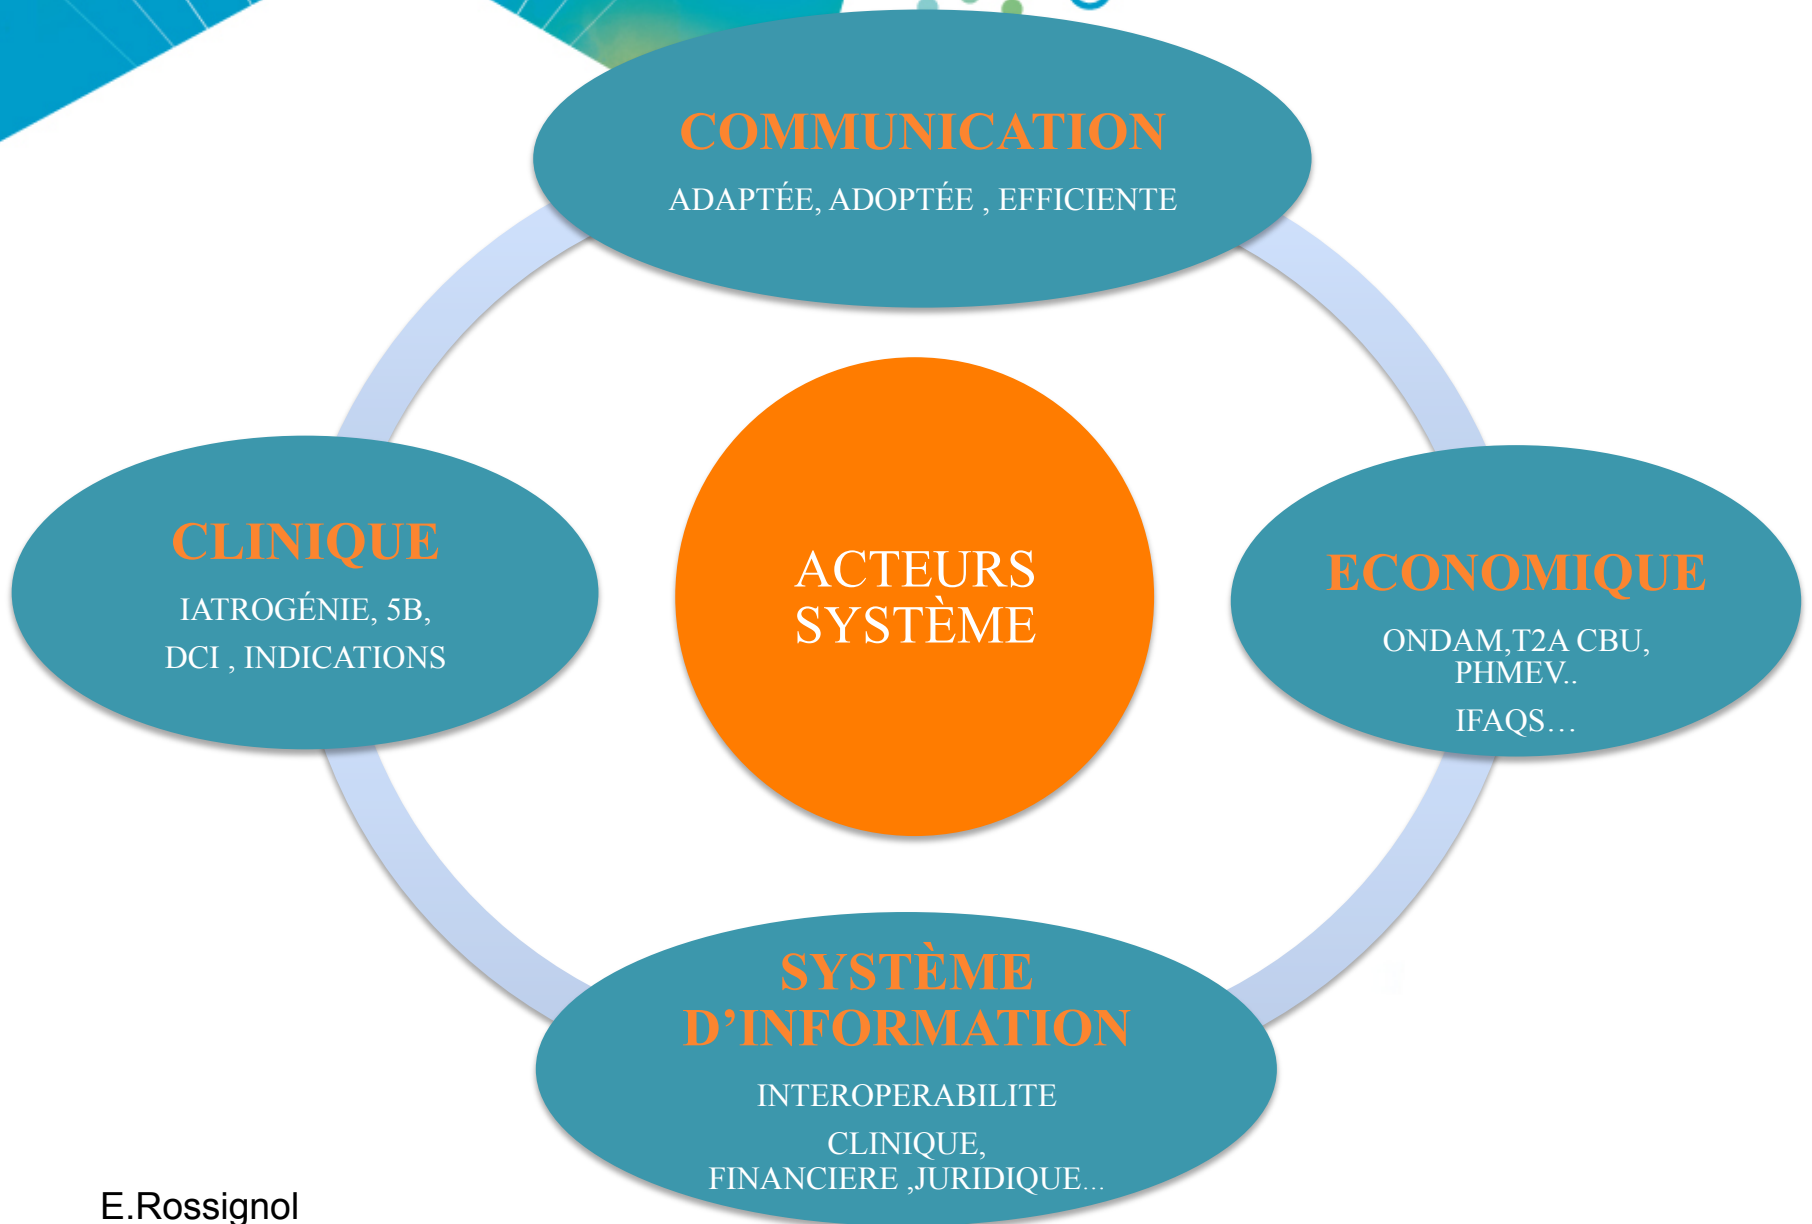 COMMUNICATION
ADAPTÉE, ADOPTÉE , EFFICIENTE
CLINIQUE
IATROGÉNIE, 5B,
DCI , INDICATIONS
ACTEURS
SYSTÈME
ECONOMIQUE
ONDAM,T2A CBU,
PHMEV..
IFAQS…
SYSTÈME
D’INFORMATION
INTEROPERABILITE
CLINIQUE,
FINANCIERE ,JURIDIQUE...
E.Rossignol